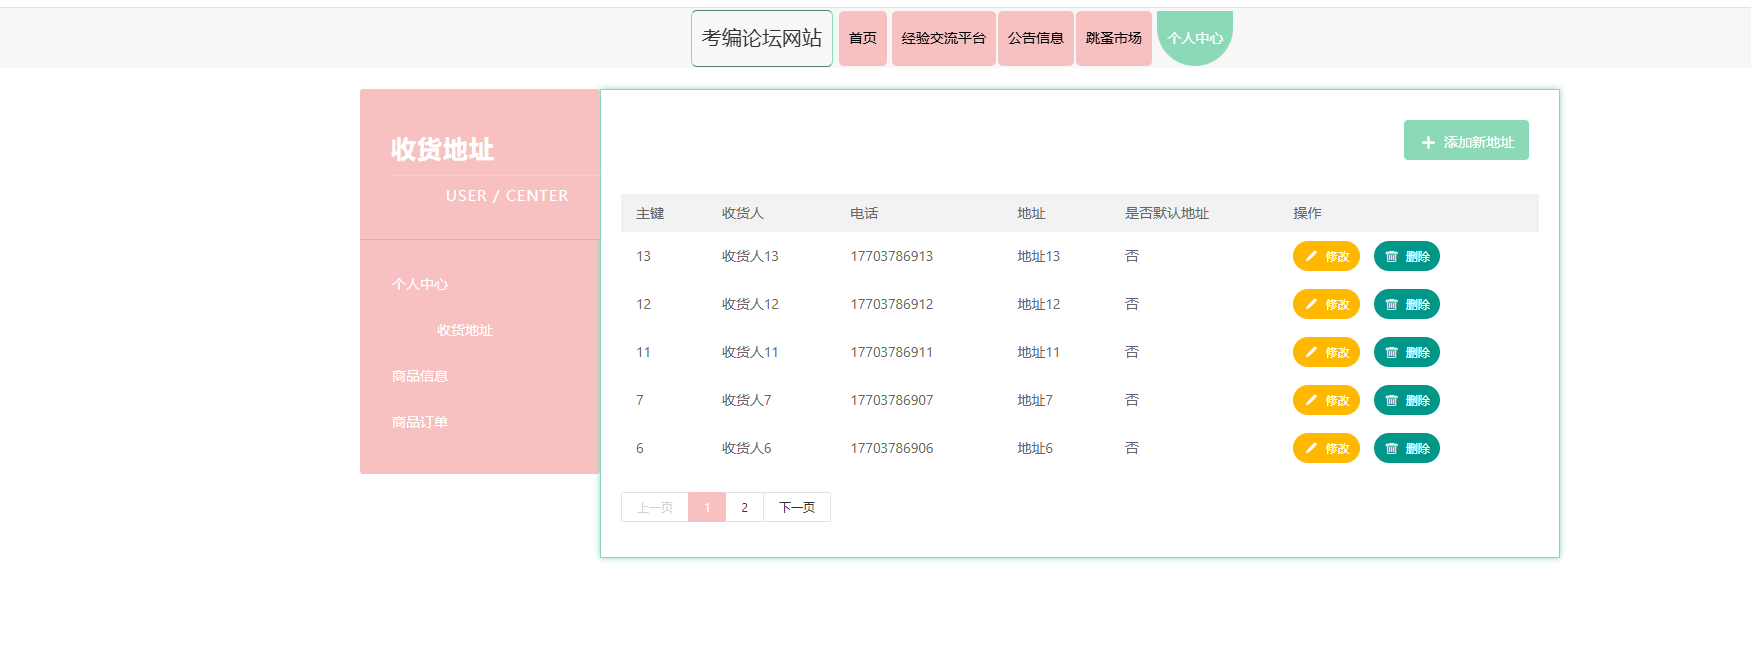 考编论坛网站 首页 经验交流平台 公告信息 跳蚤市场 个人中心
收货地址
USER / CENTER
个人中心
收货地址
商品信息
商品订单
添加新地址
主键 收货人 电话 地址 是否默认地址 操作
13 收货人13 17703786913 地址13 否 修改 删除
12 收货人12 17703786912 地址12 否 修改 删除
11 收货人11 17703786911 地址11 否 修改 删除
7 收货人7 17703786907 地址7 否 修改 删除
6 收货人6 17703786906 地址6 否 修改 删除
上一页 1 2 下一页